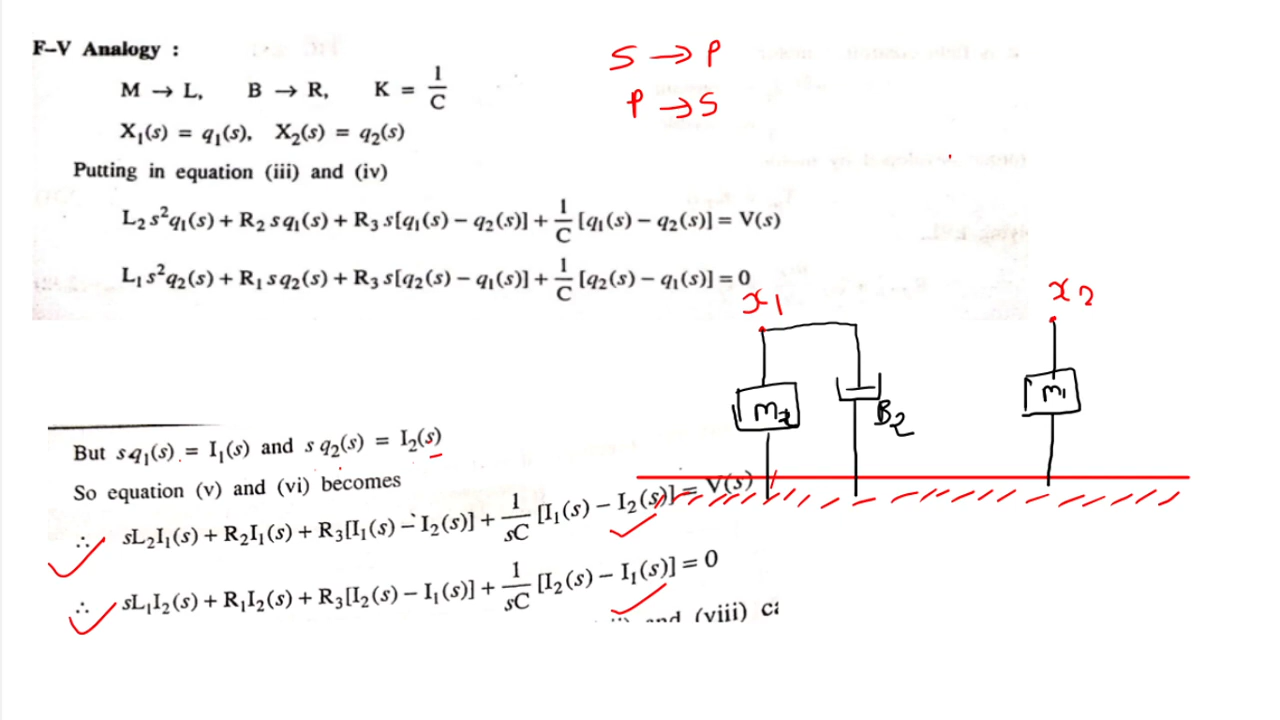 F–V Analogy :
S → P
M → L, B → R, K = 1/C
P → S
X₁(s) = q₁(s), X₂(s) = q₂(s)
Putting in equation (iii) and (iv)
L₂s²q₁(s) + R₂sq₁(s) + R₃s[q₁(s) − q₂(s)] + 1/C [q₁(s) − q₂(s)] = V(s)
L₁s²q₂(s) + R₁sq₂(s) + R₃s[q₂(s) − q₁(s)] + 1/C [q₂(s) − q₁(s)] = 0
x₁
x₂
M₂
B₂
M₁
But sq₁(s) = I₁(s) and sq₂(s) = I₂(s)
So equation (v) and (vi) becomes
∴ sL₂I₁(s) + R₂I₁(s) + R₃[I₁(s) − I₂(s)] + 1/sC [I₁(s) − I₂(s)] = V(s)
∴ sL₁I₂(s) + R₁I₂(s) + R₃[I₂(s) − I₁(s)] + 1/sC [I₂(s) − I₁(s)] = 0
and (viii)